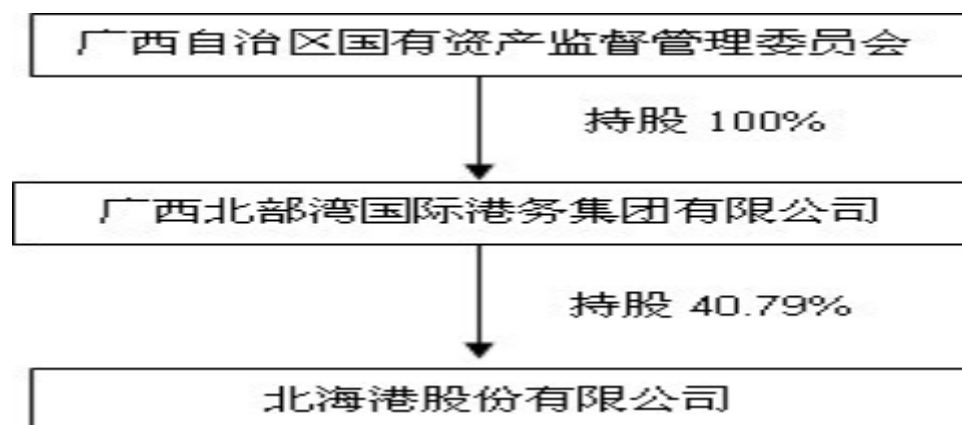 广西自治区国有资产监督管理委员会
持股 100%
广西北部湾国际港务集团有限公司
持股 40.79%
北海港股份有限公司